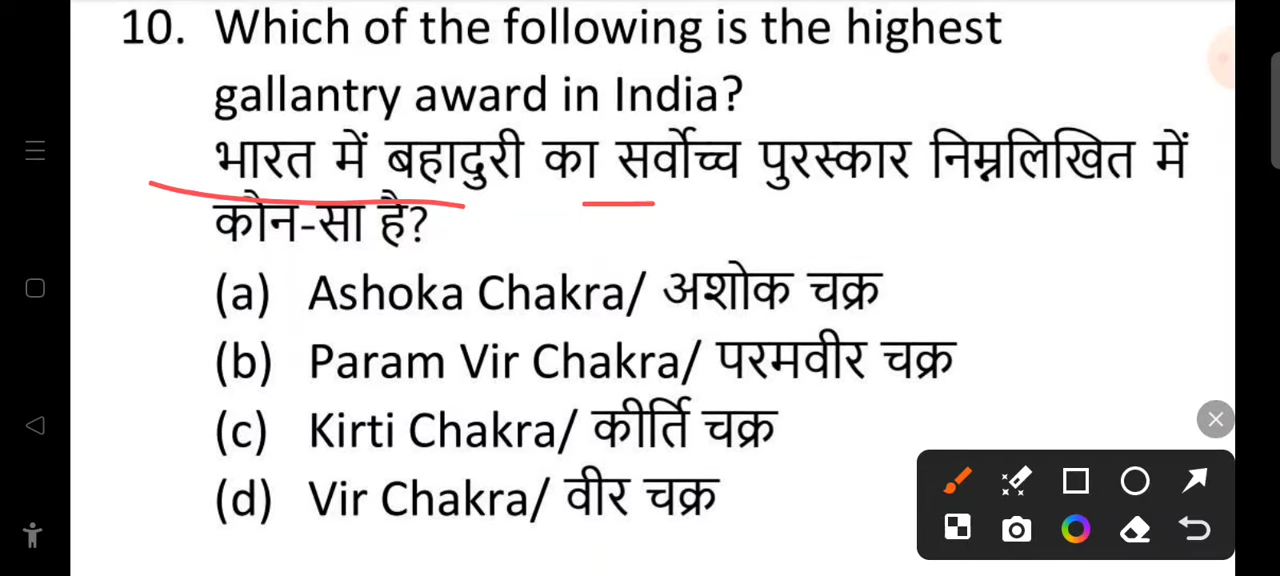 10. Which of the following is the highest
gallantry award in India?
भारत में बहादुरी का सर्वोच्च पुरस्कार निम्नलिखित में
कौन-सा है?
(a) Ashoka Chakra/ अशोक चक्र
(b) Param Vir Chakra/ परमवीर चक्र
(c) Kirti Chakra/ कीर्ति चक्र
(d) Vir Chakra/ वीर चक्र